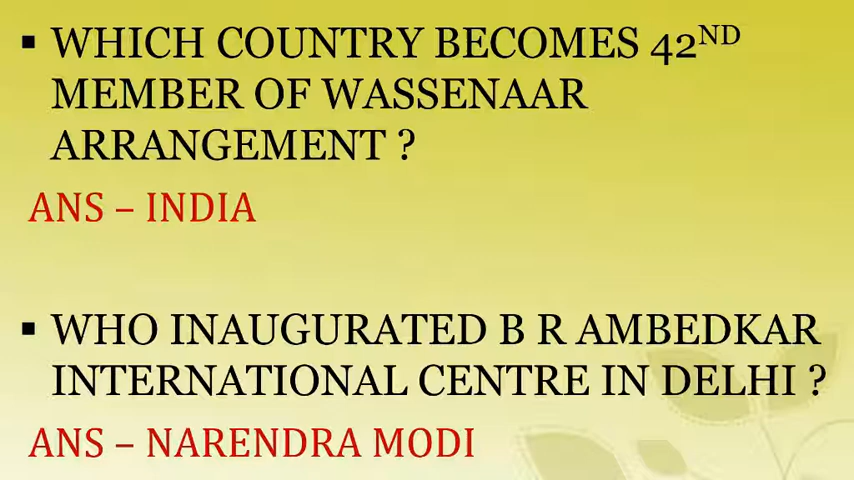 ▪ WHICH COUNTRY BECOMES 42ND
MEMBER OF WASSENAAR
ARRANGEMENT ?
ANS – INDIA
▪ WHO INAUGURATED B R AMBEDKAR
INTERNATIONAL CENTRE IN DELHI ?
ANS – NARENDRA MODI